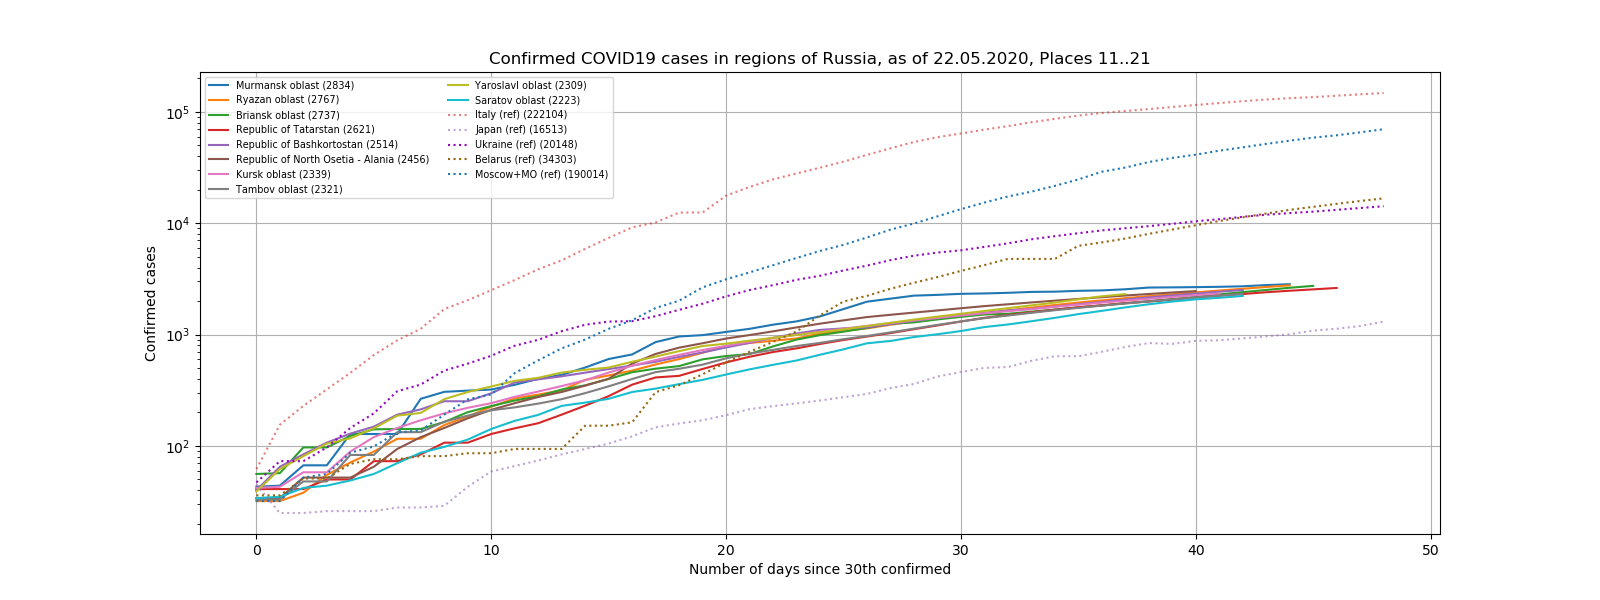 Confirmed COVID19 cases in regions of Russia, as of 22.05.2020, Places 11..21
Murmansk oblast (2834)
Ryazan oblast (2767)
Briansk oblast (2737)
Republic of Tatarstan (2621)
Republic of Bashkortostan (2514)
Republic of North Osetia - Alania (2456)
Kursk oblast (2339)
Tambov oblast (2321)
Yaroslavl oblast (2309)
Saratov oblast (2223)
Italy (ref) (222104)
Japan (ref) (16513)
Ukraine (ref) (20148)
Belarus (ref) (34303)
Moscow+MO (ref) (190014)
Confirmed cases
10⁵
10⁴
10³
10²
0 10 20 30 40 50
Number of days since 30th confirmed